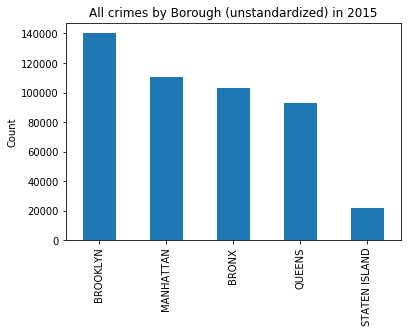 All crimes by Borough (unstandardized) in 2015
Count
140000
120000
100000
80000
60000
40000
20000
0
BROOKLYN
MANHATTAN
BRONX
QUEENS
STATEN ISLAND